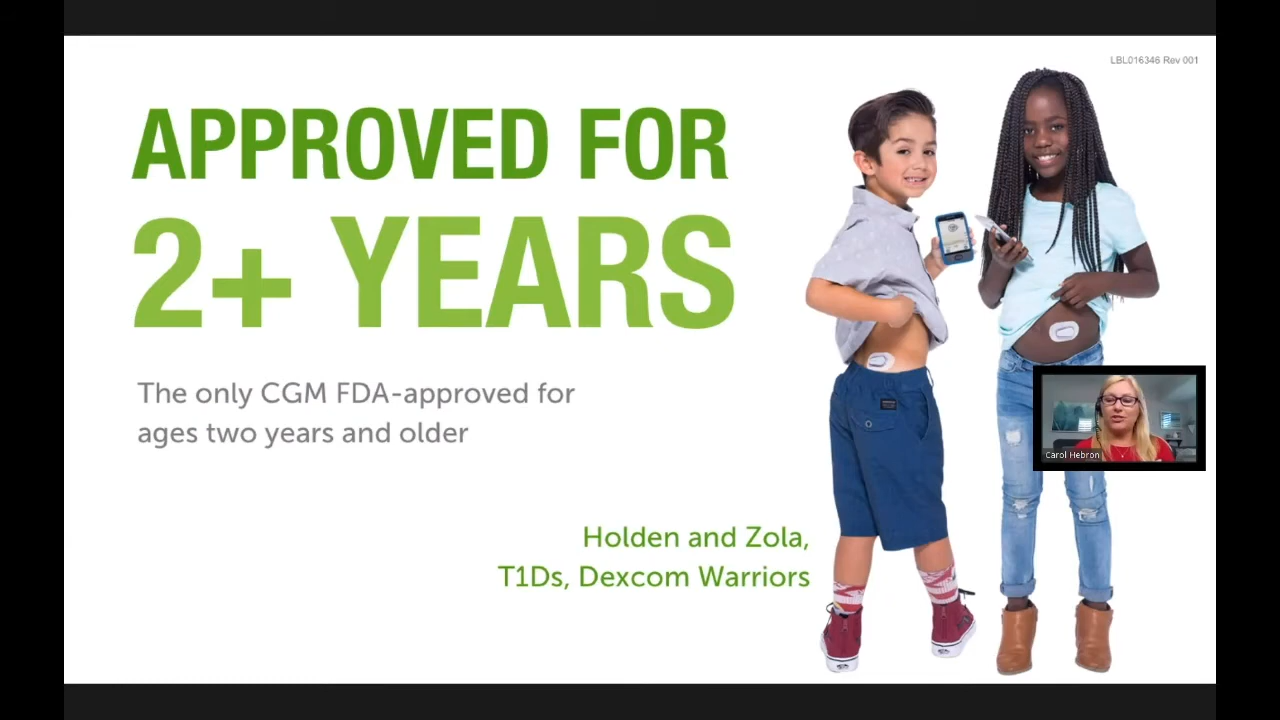 LBL016346 Rev 001
APPROVED FOR
2+ YEARS
The only CGM FDA-approved for
ages two years and older
Holden and Zola,
T1Ds, Dexcom Warriors
Carol Hebron